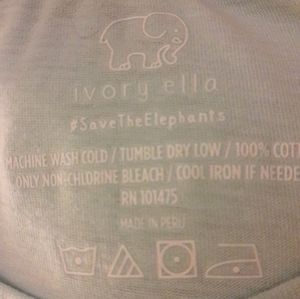 ivory ella
#SaveTheElephants
MACHINE WASH COLD / TUMBLE DRY LOW / 100% COTT
ONLY NON-CHLORINE BLEACH / COOL IRON IF NEEDE
RN 101475
MADE IN PERU